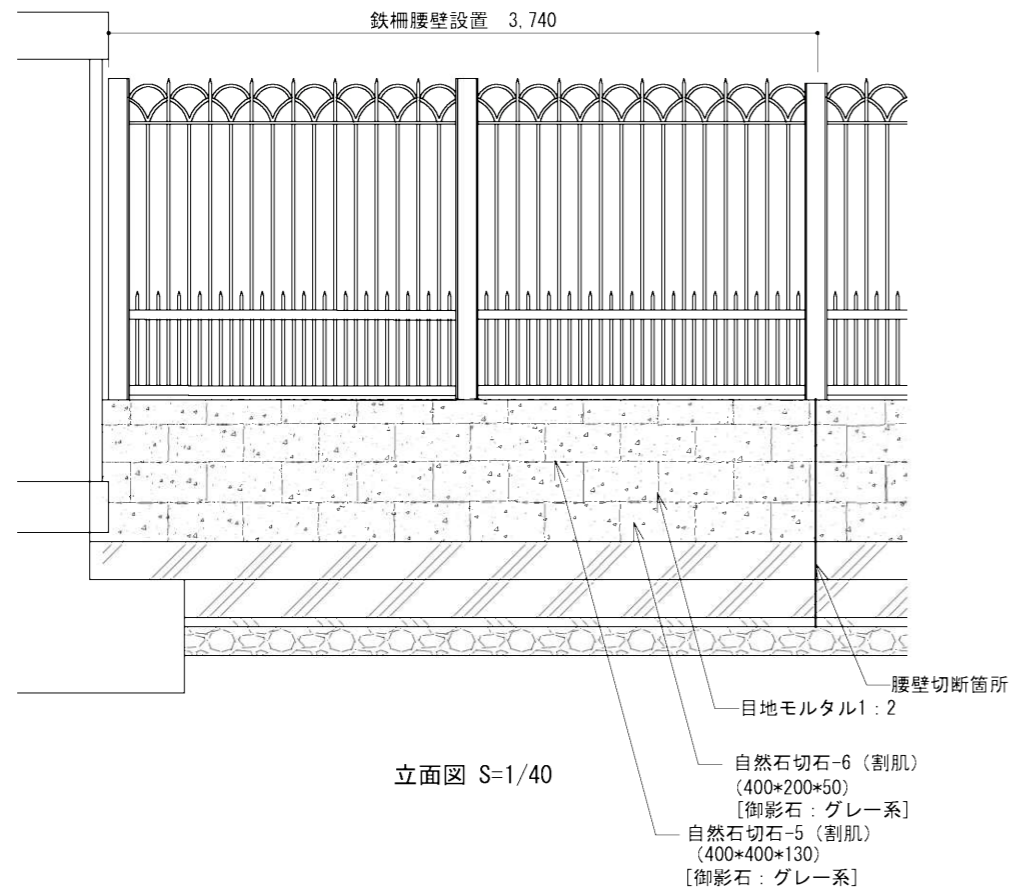 鉄柵腰壁設置 3,740
腰壁切断箇所
目地モルタル1:2
立面図 S=1/40
自然石切石-6(割肌)
(400*200*50)
[御影石:グレー系]
自然石切石-5(割肌)
(400*400*130)
[御影石:グレー系]